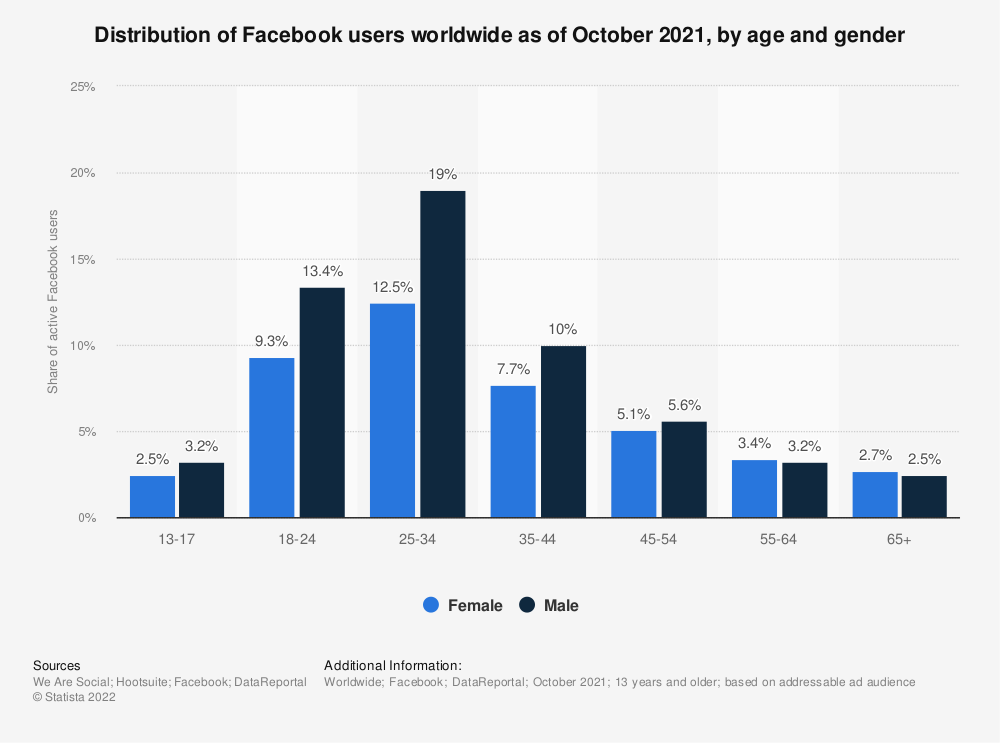 Distribution of Facebook users worldwide as of October 2021, by age and gender
Share of active Facebook users
25%
20%
15%
10%
5%
0%
2.5% 3.2%
9.3% 13.4%
12.5% 19%
7.7% 10%
5.1% 5.6%
3.4% 3.2%
2.7% 2.5%
13-17 18-24 25-34 35-44 45-54 55-64 65+
Female Male
Sources
We Are Social; Hootsuite; Facebook; DataReportal
© Statista 2022
Additional Information:
Worldwide; Facebook; DataReportal; October 2021; 13 years and older; based on addressable ad audience